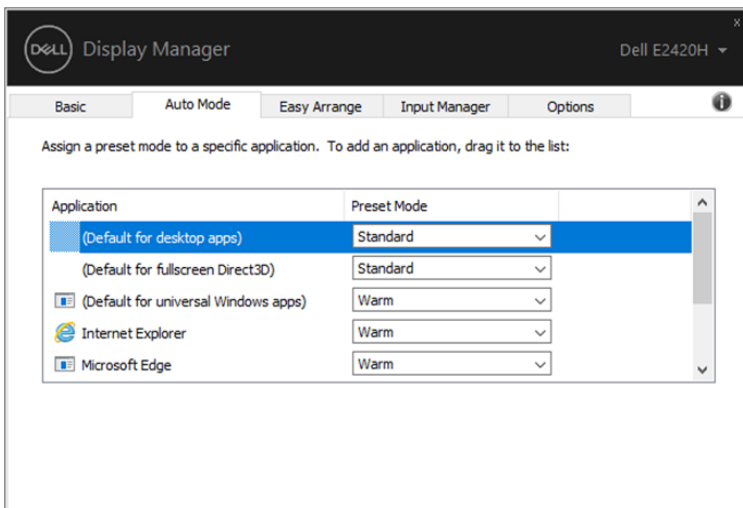 x
DELL Display Manager Dell E2420H
Basic Auto Mode Easy Arrange Input Manager Options i
Assign a preset mode to a specific application. To add an application, drag it to the list:
Application Preset Mode
(Default for desktop apps) Standard
(Default for fullscreen Direct3D) Standard
(Default for universal Windows apps) Warm
Internet Explorer Warm
Microsoft Edge Warm